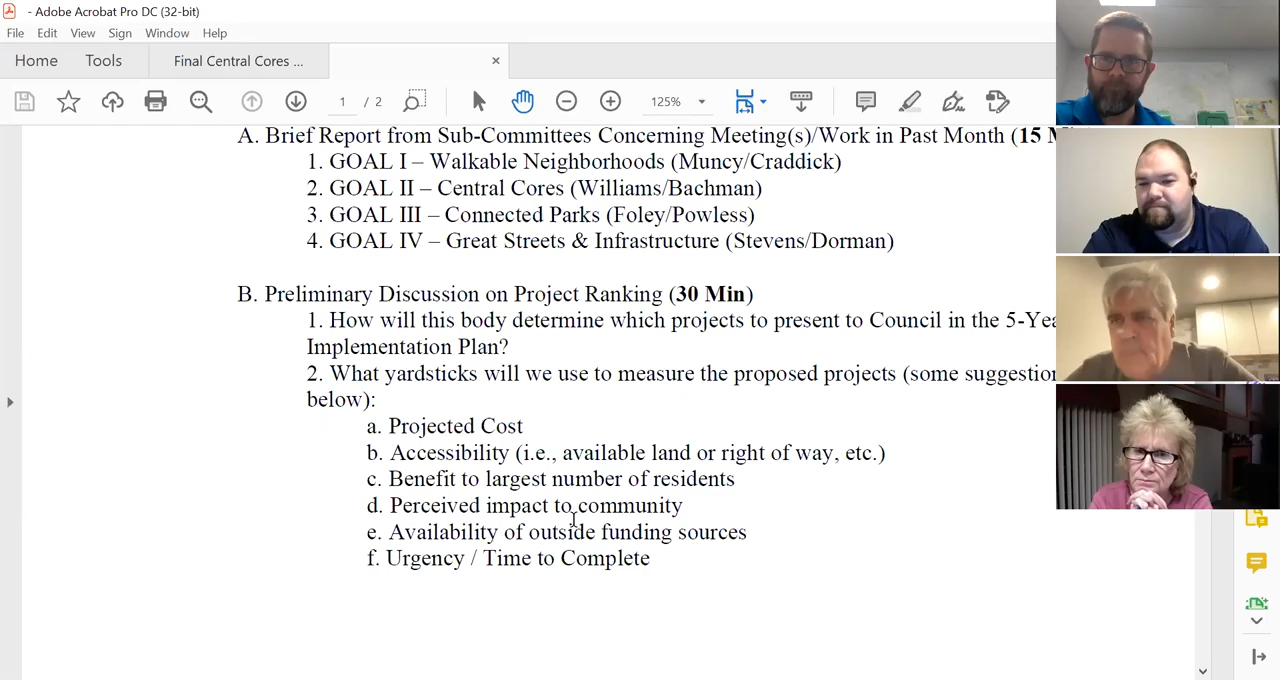 - Adobe Acrobat Pro DC (32-bit)
File Edit View Sign Window Help
Home Tools Final Central Cores ...
1 / 2 125%
A. Brief Report from Sub-Committees Concerning Meeting(s)/Work in Past Month (15 M
1. GOAL I – Walkable Neighborhoods (Muncy/Craddick)
2. GOAL II – Central Cores (Williams/Bachman)
3. GOAL III – Connected Parks (Foley/Powless)
4. GOAL IV – Great Streets & Infrastructure (Stevens/Dorman)
B. Preliminary Discussion on Project Ranking (30 Min)
1. How will this body determine which projects to present to Council in the 5-Yea
Implementation Plan?
2. What yardsticks will we use to measure the proposed projects (some suggestion
below):
a. Projected Cost
b. Accessibility (i.e., available land or right of way, etc.)
c. Benefit to largest number of residents
d. Perceived impact to community
e. Availability of outside funding sources
f. Urgency / Time to Complete